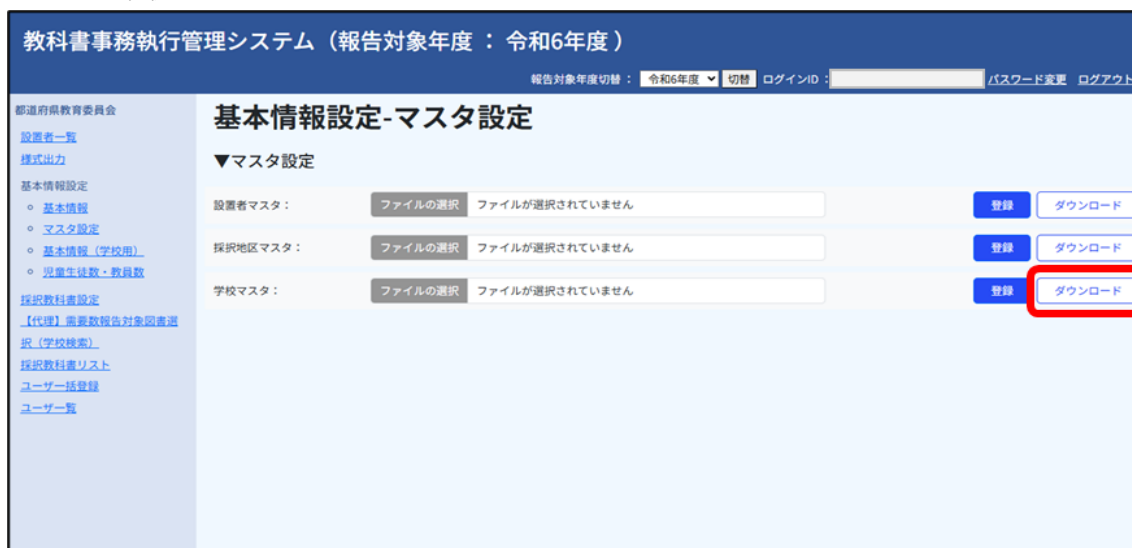 教科書事務執行管理システム（報告対象年度 ： 令和6年度 ）
報告対象年度切替 ： 令和6年度 切替 ログインID : パスワード変更 ログアウト
都道府県教育委員会
設置者一覧
様式出力
基本情報設定
基本情報
マスタ設定
基本情報（学校用）
児童生徒数・教員数
採択教科書設定
【代理】需要数報告対象図書選
択（学校検索）
採択教科書リスト
ユーザ一括登録
ユーザ一覧
基本情報設定-マスタ設定
▼マスタ設定
設置者マスタ： ファイルの選択 ファイルが選択されていません 登録 ダウンロード
採択地区マスタ： ファイルの選択 ファイルが選択されていません 登録 ダウンロード
学校マスタ： ファイルの選択 ファイルが選択されていません 登録 ダウンロード